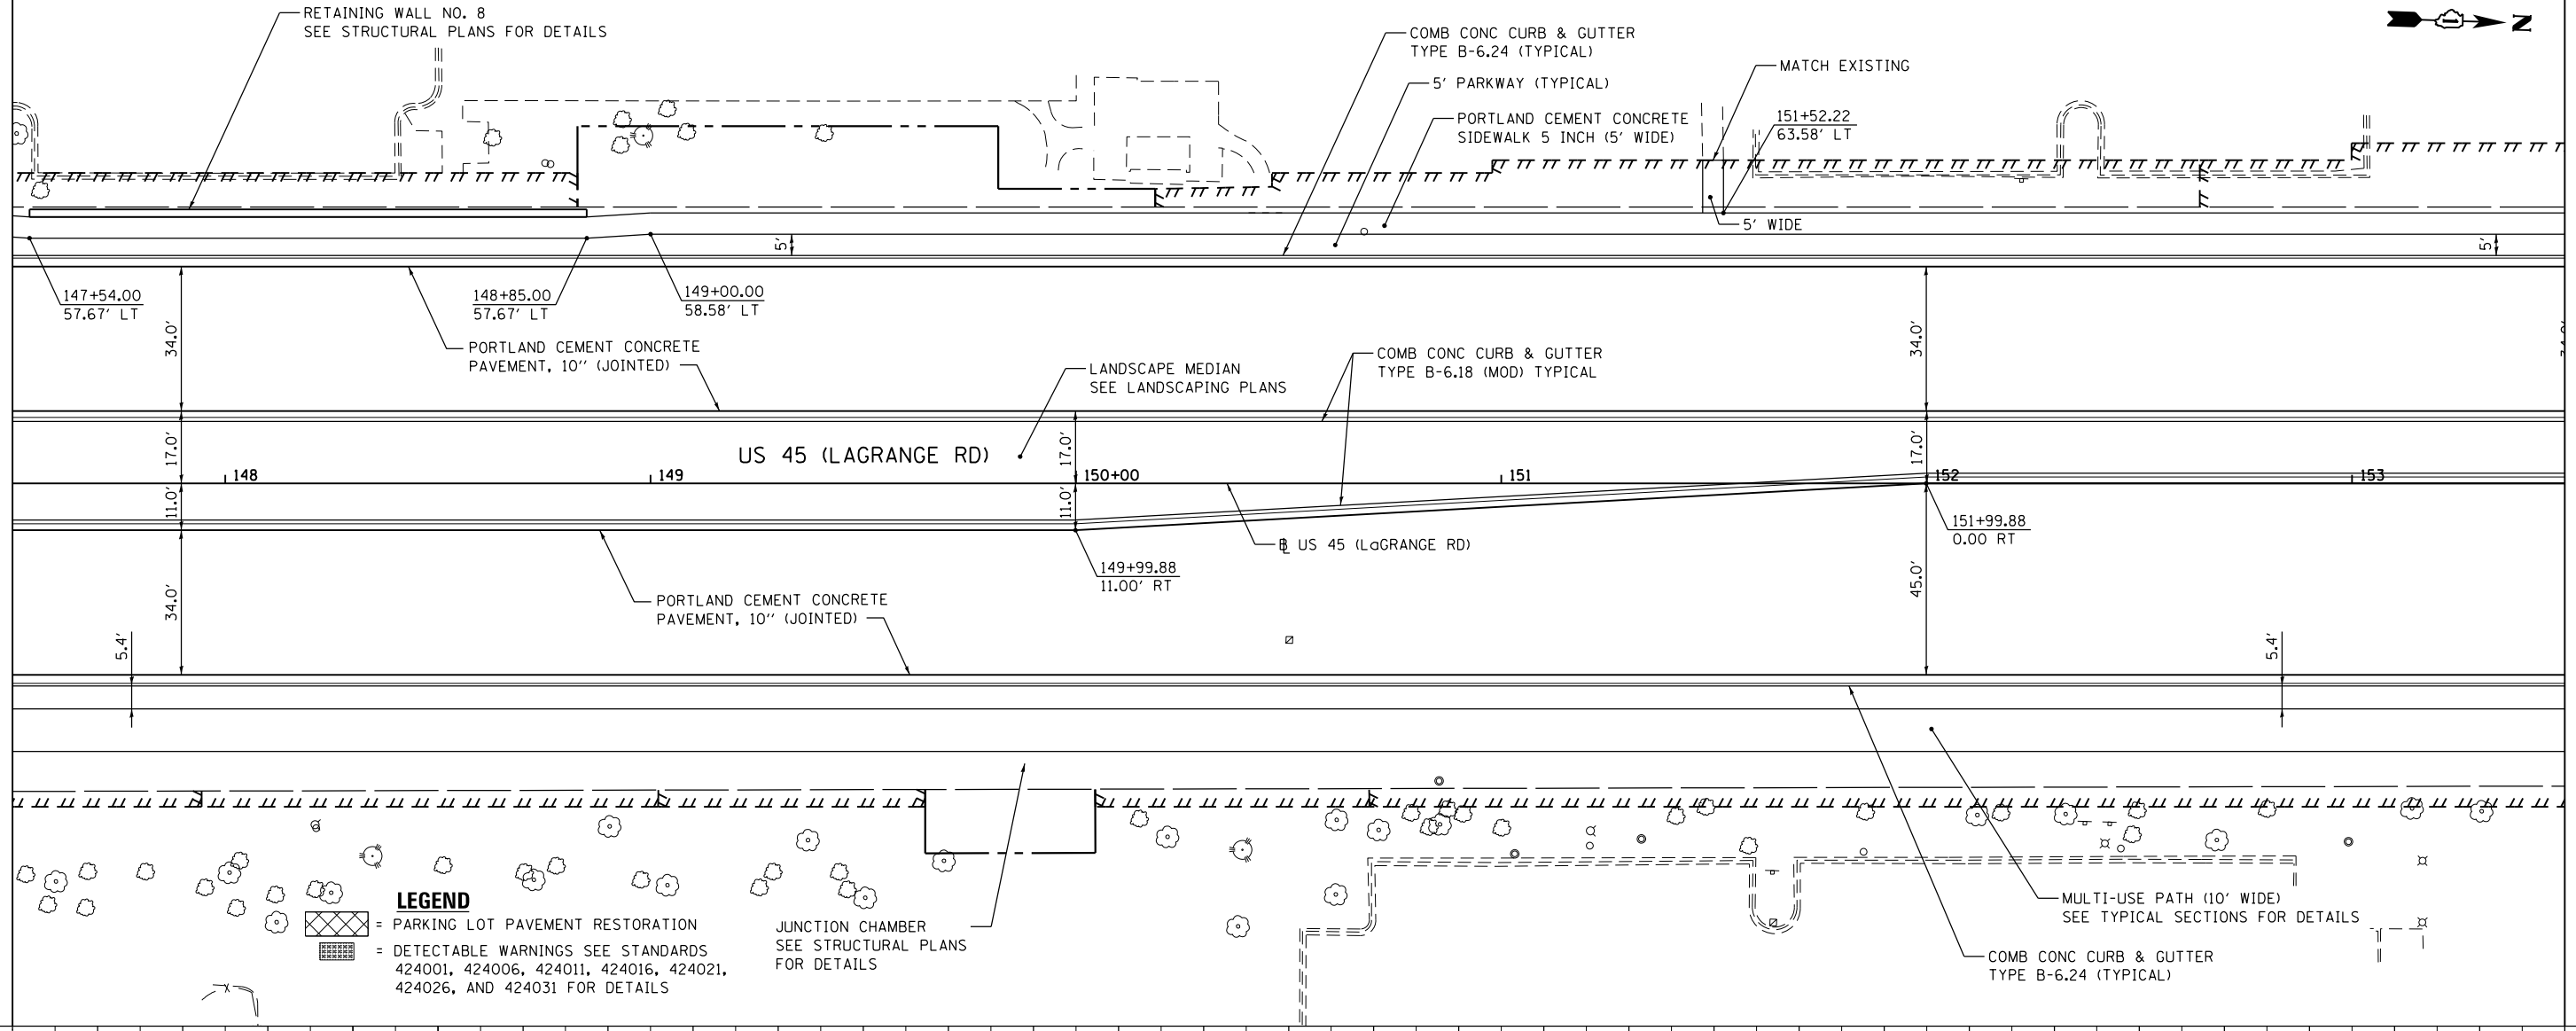 RETAINING WALL NO. 8
SEE STRUCTURAL PLANS FOR DETAILS
COMB CONC CURB & GUTTER
TYPE B-6.24 (TYPICAL)
5' PARKWAY (TYPICAL)
PORTLAND CEMENT CONCRETE
SIDEWALK 5 INCH (5' WIDE)
MATCH EXISTING
151+52.22
63.58' LT
N
5' WIDE
5'
5'
147+54.00
57.67' LT
148+85.00
57.67' LT
149+00.00
58.58' LT
34.0'
34.0'
PORTLAND CEMENT CONCRETE
PAVEMENT, 10'' (JOINTED)
LANDSCAPE MEDIAN
SEE LANDSCAPING PLANS
COMB CONC CURB & GUTTER
TYPE B-6.18 (MOD) TYPICAL
17.0'
US 45 (LAGRANGE RD)
17.0'
17.0'
148
149
150+00
151
152
153
11.0'
11.0'
US 45 (LaGRANGE RD)
151+99.88
0.00 RT
149+99.88
11.00' RT
34.0'
45.0'
PORTLAND CEMENT CONCRETE
PAVEMENT, 10'' (JOINTED)
5.4'
5.4'
LEGEND
= PARKING LOT PAVEMENT RESTORATION
= DETECTABLE WARNINGS SEE STANDARDS
424001, 424006, 424011, 424016, 424021,
424026, AND 424031 FOR DETAILS
JUNCTION CHAMBER
SEE STRUCTURAL PLANS
FOR DETAILS
MULTI-USE PATH (10' WIDE)
SEE TYPICAL SECTIONS FOR DETAILS
COMB CONC CURB & GUTTER
TYPE B-6.24 (TYPICAL)